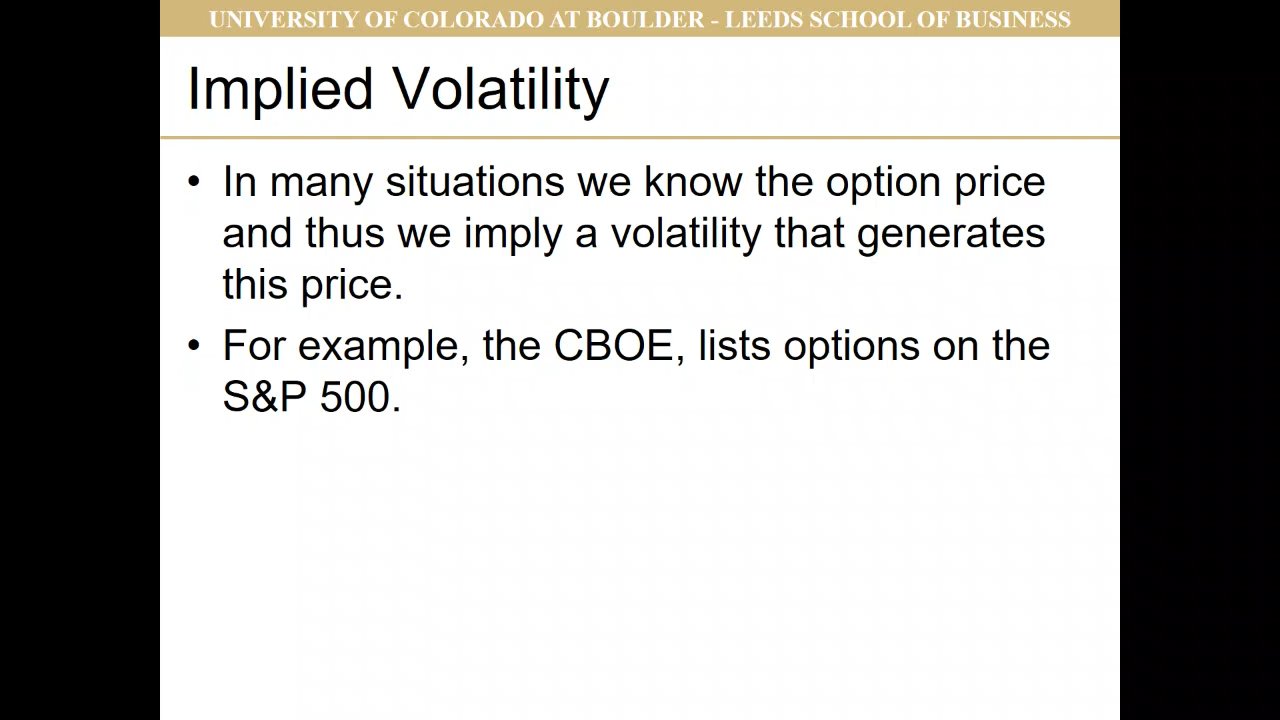 UNIVERSITY OF COLORADO AT BOULDER - LEEDS SCHOOL OF BUSINESS
Implied Volatility
• In many situations we know the option price
and thus we imply a volatility that generates
this price.
• For example, the CBOE, lists options on the
S&P 500.